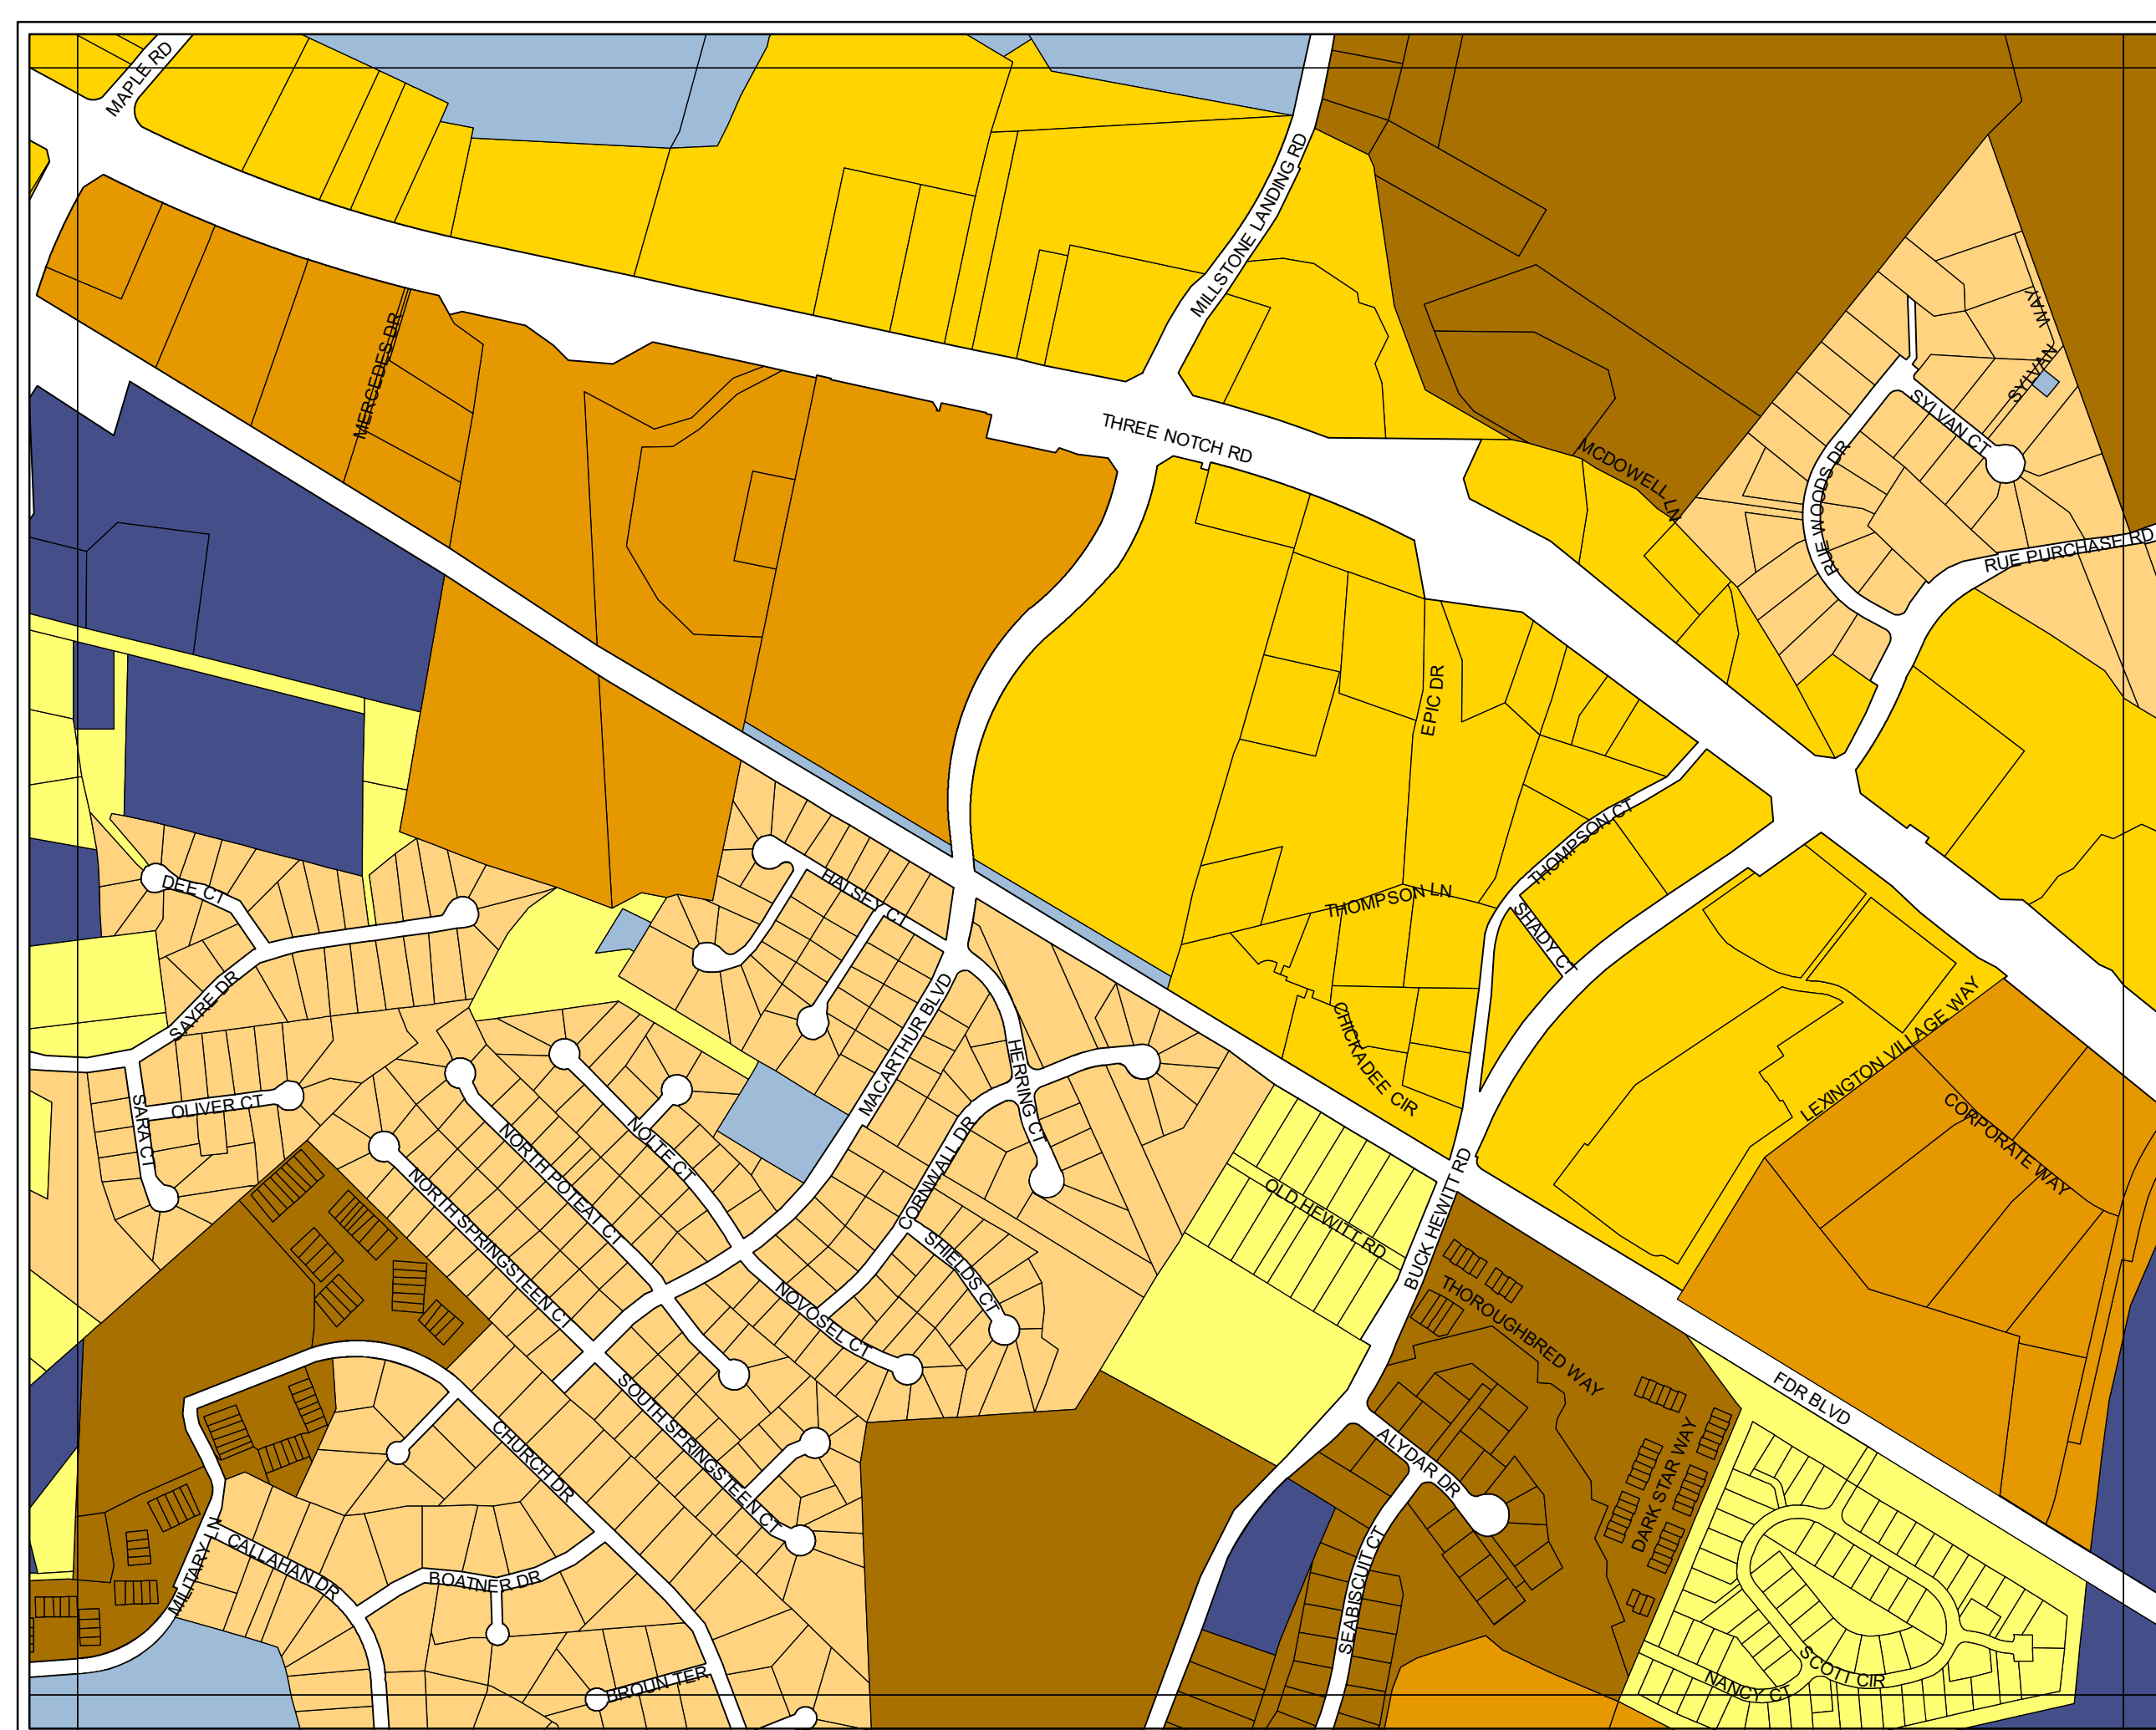 MAPLE RD
MILLSTONE LANDING RD
MERCEDES DR
THREE NOTCH RD
MCDOWELL LN
SYLVAN WAY
SYLVAN CT
RUE WOODS DR
RUE PURCHASE RD
EPIC DR
THOMPSON CT
THOMPSON LN
SHADY CT
HALSEY CT
DEE CT
SAYRE DR
MACARTHUR BLVD
HERRING CT
CHICKADEE CIR
LEXINGTON VILLAGE WAY
CORPORATE WAY
OLIVER CT
SARA CT
NOLTE CT
NORTH POTEAT CT
NORTH SPRINGSTEEN CT
CORNWALL DR
OLD HEWITT RD
BUCK HEWITT RD
SHIELDS CT
NOVOSEL CT
THOROUGHBRED WAY
FDR BLVD
SOUTH SPRINGSTEEN CT
CHURCH DR
ALYDAR DR
DARK STAR WAY
MILITARY LN
CALLAHAN DR
BOATNER DR
SEABISCUIT CT
BROUN TER
NANCY CT
SCOTT CIR